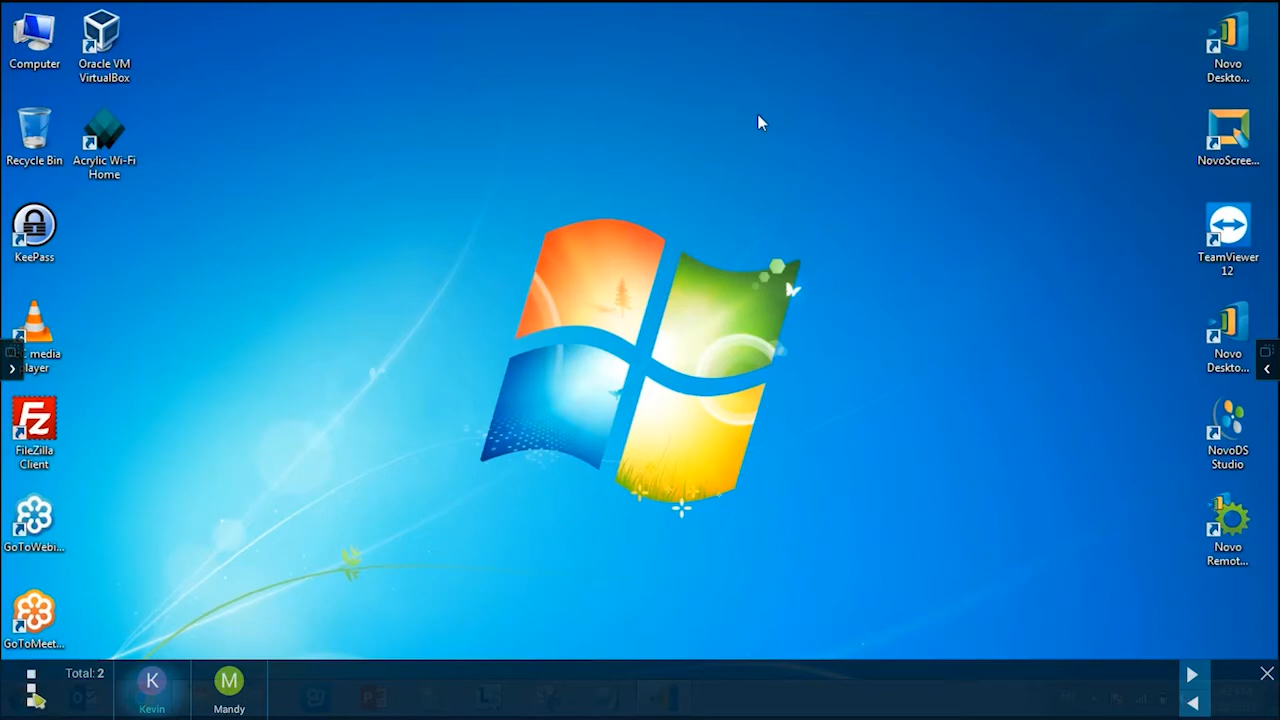 Computer
Oracle VM
VirtualBox
Recycle Bin
Acrylic Wi-Fi
Home
KeePass
media
player
FileZilla
Client
GoToWebi...
GoToMeet...
Novo
Deskto...
NovoScree...
TeamViewer
12
Novo
Deskto...
NovoDS
Studio
Novo
Remot...
Total: 2
K
Kevin
M
Mandy